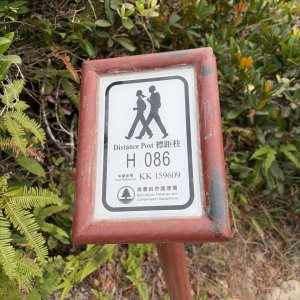 Distance Post 標距柱
H 086
KK 159609
漁農自然護理署
Agriculture, Fisheries and
Conservation Department